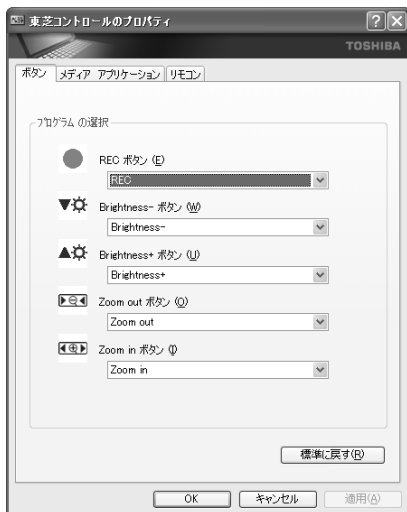 東芝コントロールのプロパティ
TOSHIBA
ボタン メディア アプリケーション リモコン
プログラム の選択
REC ボタン (E)
REC
Brightness- ボタン (W)
Brightness-
Brightness+ ボタン (U)
Brightness+
Zoom out ボタン (O)
Zoom out
Zoom in ボタン (I)
Zoom in
標準に戻す(R)
OK キャンセル 適用(A)